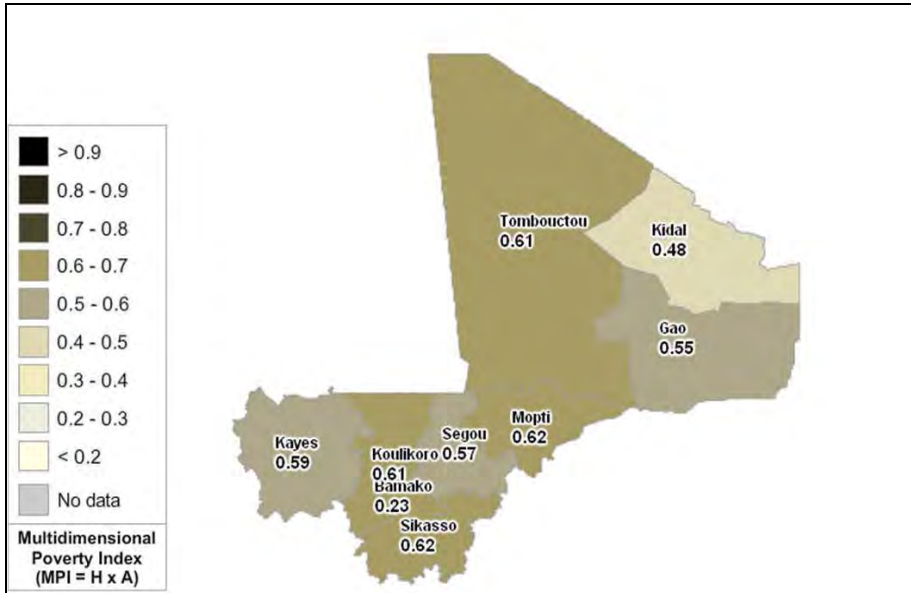 > 0.9
0.8 - 0.9
0.7 - 0.8
0.6 - 0.7
0.5 - 0.6
0.4 - 0.5
0.3 - 0.4
0.2 - 0.3
< 0.2
No data
Multidimensional
Poverty Index
(MPI = H x A)
Tombouctou
0.61
Kidal
0.48
Gao
0.55
Mopti
0.62
Segou
0.57
Kayes
0.59
Koulikoro
0.61
Bamako
0.23
Sikasso
0.62